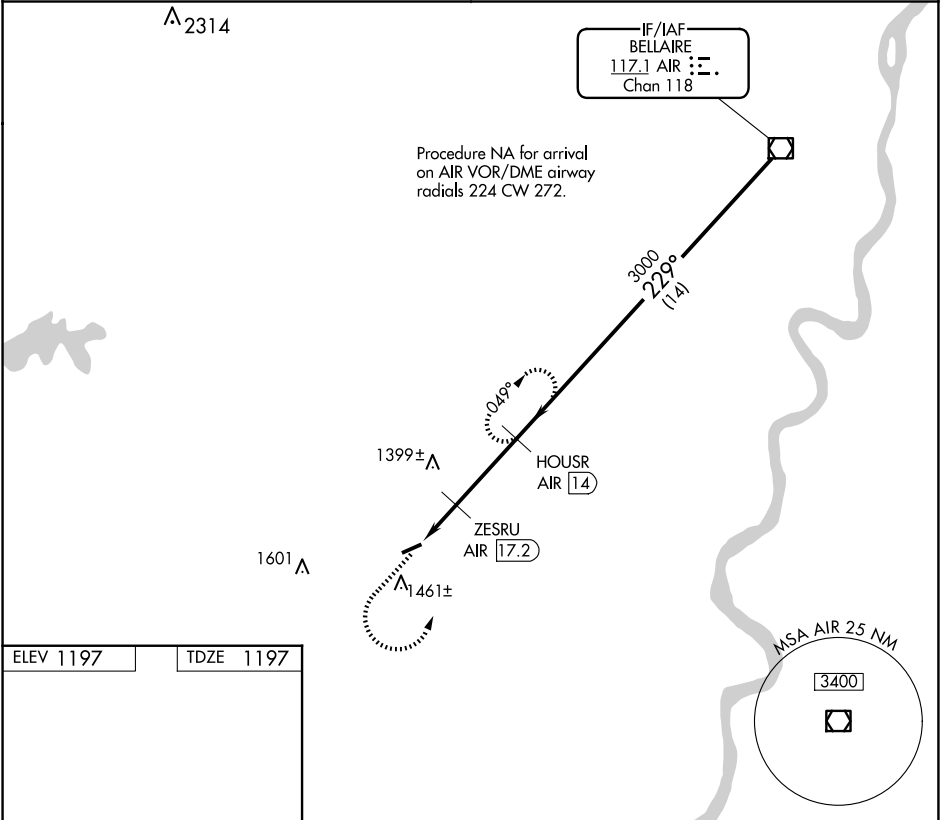 2314
IF/IAF
BELLAIRE
117.1 AIR
Chan 118
Procedure NA for arrival
on AIR VOR/DME airway
radials 224 CW 272.
3000
229°
(14)
049°
1399±
HOUSR
AIR 14
ZESRU
AIR 17.2
1601
1461±
ELEV 1197
TDZE 1197
MSA AIR 25 NM
3400